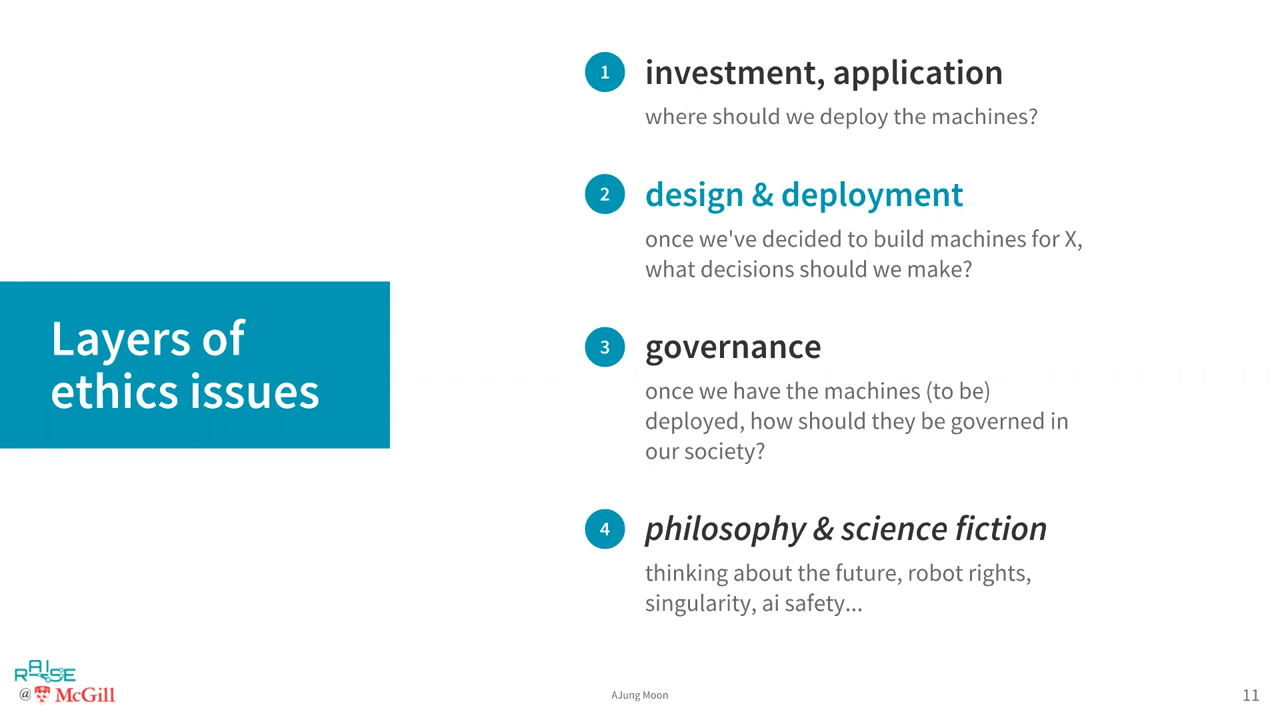 Layers of
ethics issues
1
investment, application
where should we deploy the machines?
2
design & deployment
once we've decided to build machines for X,
what decisions should we make?
3
governance
once we have the machines (to be)
deployed, how should they be governed in
our society?
4
philosophy & science fiction
thinking about the future, robot rights,
singularity, ai safety...
RAISE
@ McGill
AJung Moon
11